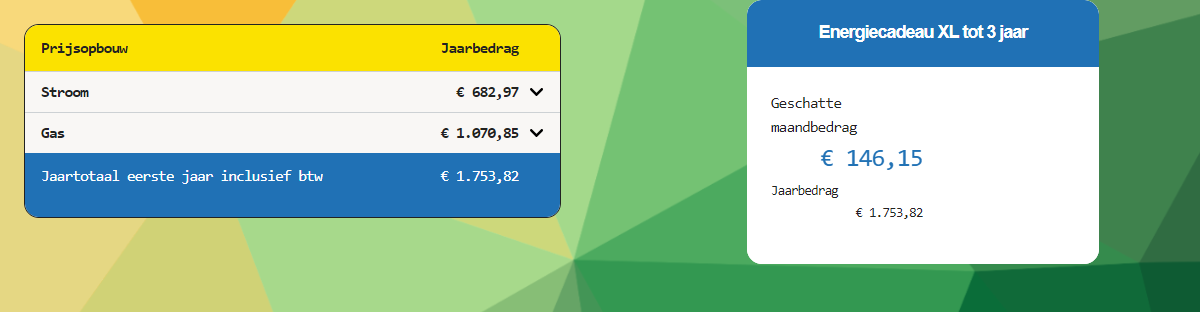 Prijsopbouw Jaarbedrag
Stroom € 682,97
Gas € 1.070,85
Jaartotaal eerste jaar inclusief btw € 1.753,82
Energiecadeau XL tot 3 jaar
Geschatte
maandbedrag
€ 146,15
Jaarbedrag
€ 1.753,82